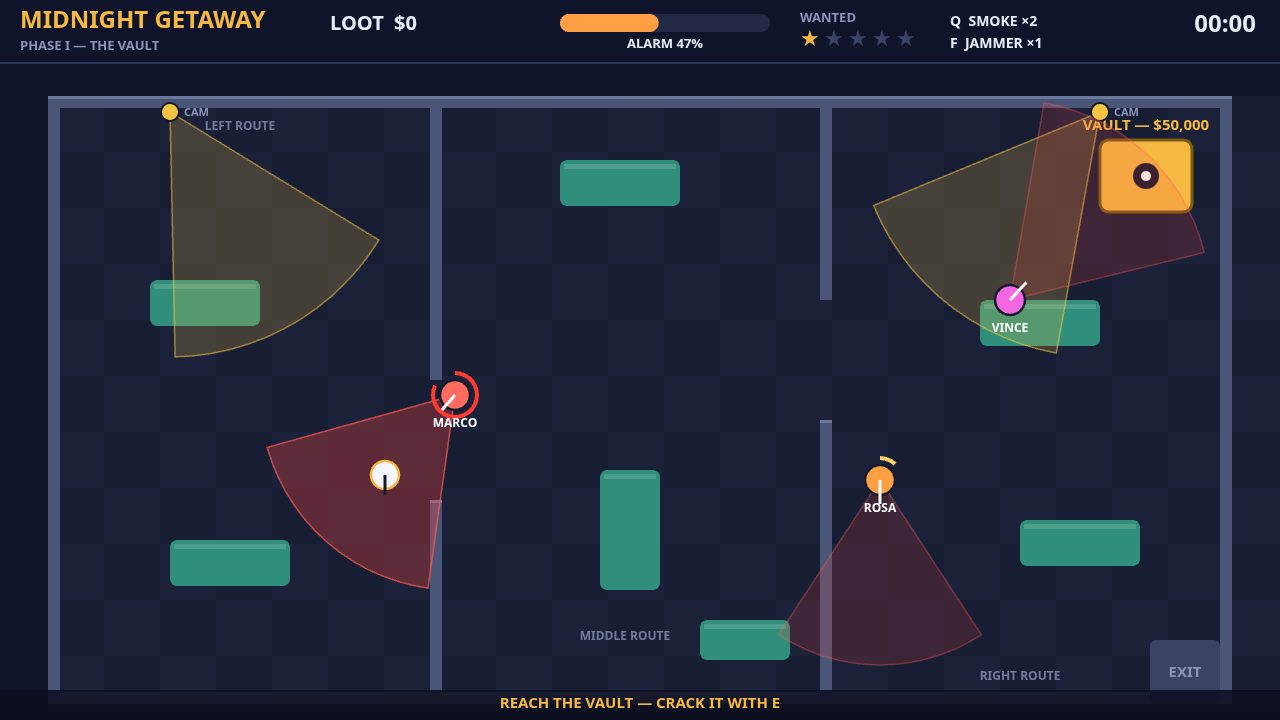 MIDNIGHT GETAWAY
PHASE I — THE VAULT
LOOT $0
ALARM 47%
WANTED
Q SMOKE ×2
F JAMMER ×1
00:00
CAM
LEFT ROUTE
CAM
VAULT — $50,000
VINCE
MARCO
ROSA
MIDDLE ROUTE
RIGHT ROUTE
EXIT
REACH THE VAULT — CRACK IT WITH E